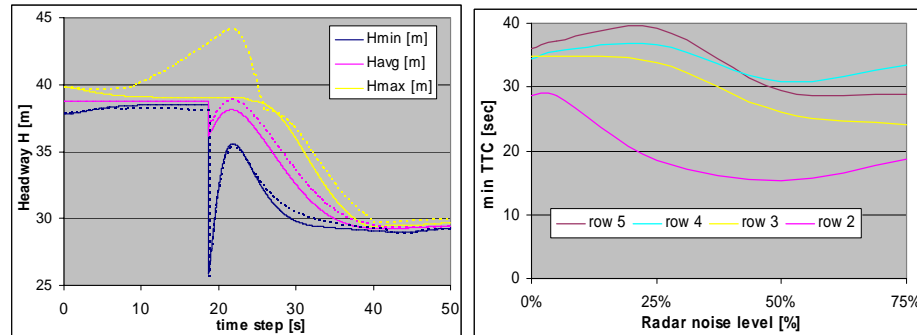 45
40
35
30
25
Headway H [m]
Hmin [m]
Havg [m]
Hmax [m]
0
10
20
30
40
50
time step [s]
40
30
20
10
0
min TTC [sec]
row 5
row 4
row 3
row 2
0%
25%
50%
75%
Radar noise level [%]